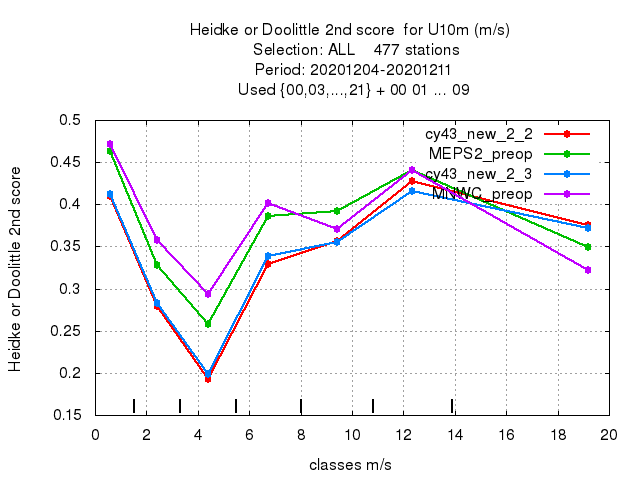 Heidke or Doolittle 2nd score  for U10m (m/s)
Selection: ALL    477 stations
Period: 20201204-20201211
Used {00,03,...,21} + 00 01 ... 09
0.5
0.45
0.4
0.35
0.3
0.25
0.2
0.15
Heidke or Doolittle 2nd score
cy43_new_2_2
MEPS2_preop
cy43_new_2_3
MNWC_preop
0 2 4 6 8 10 12 14 16 18 20
classes m/s